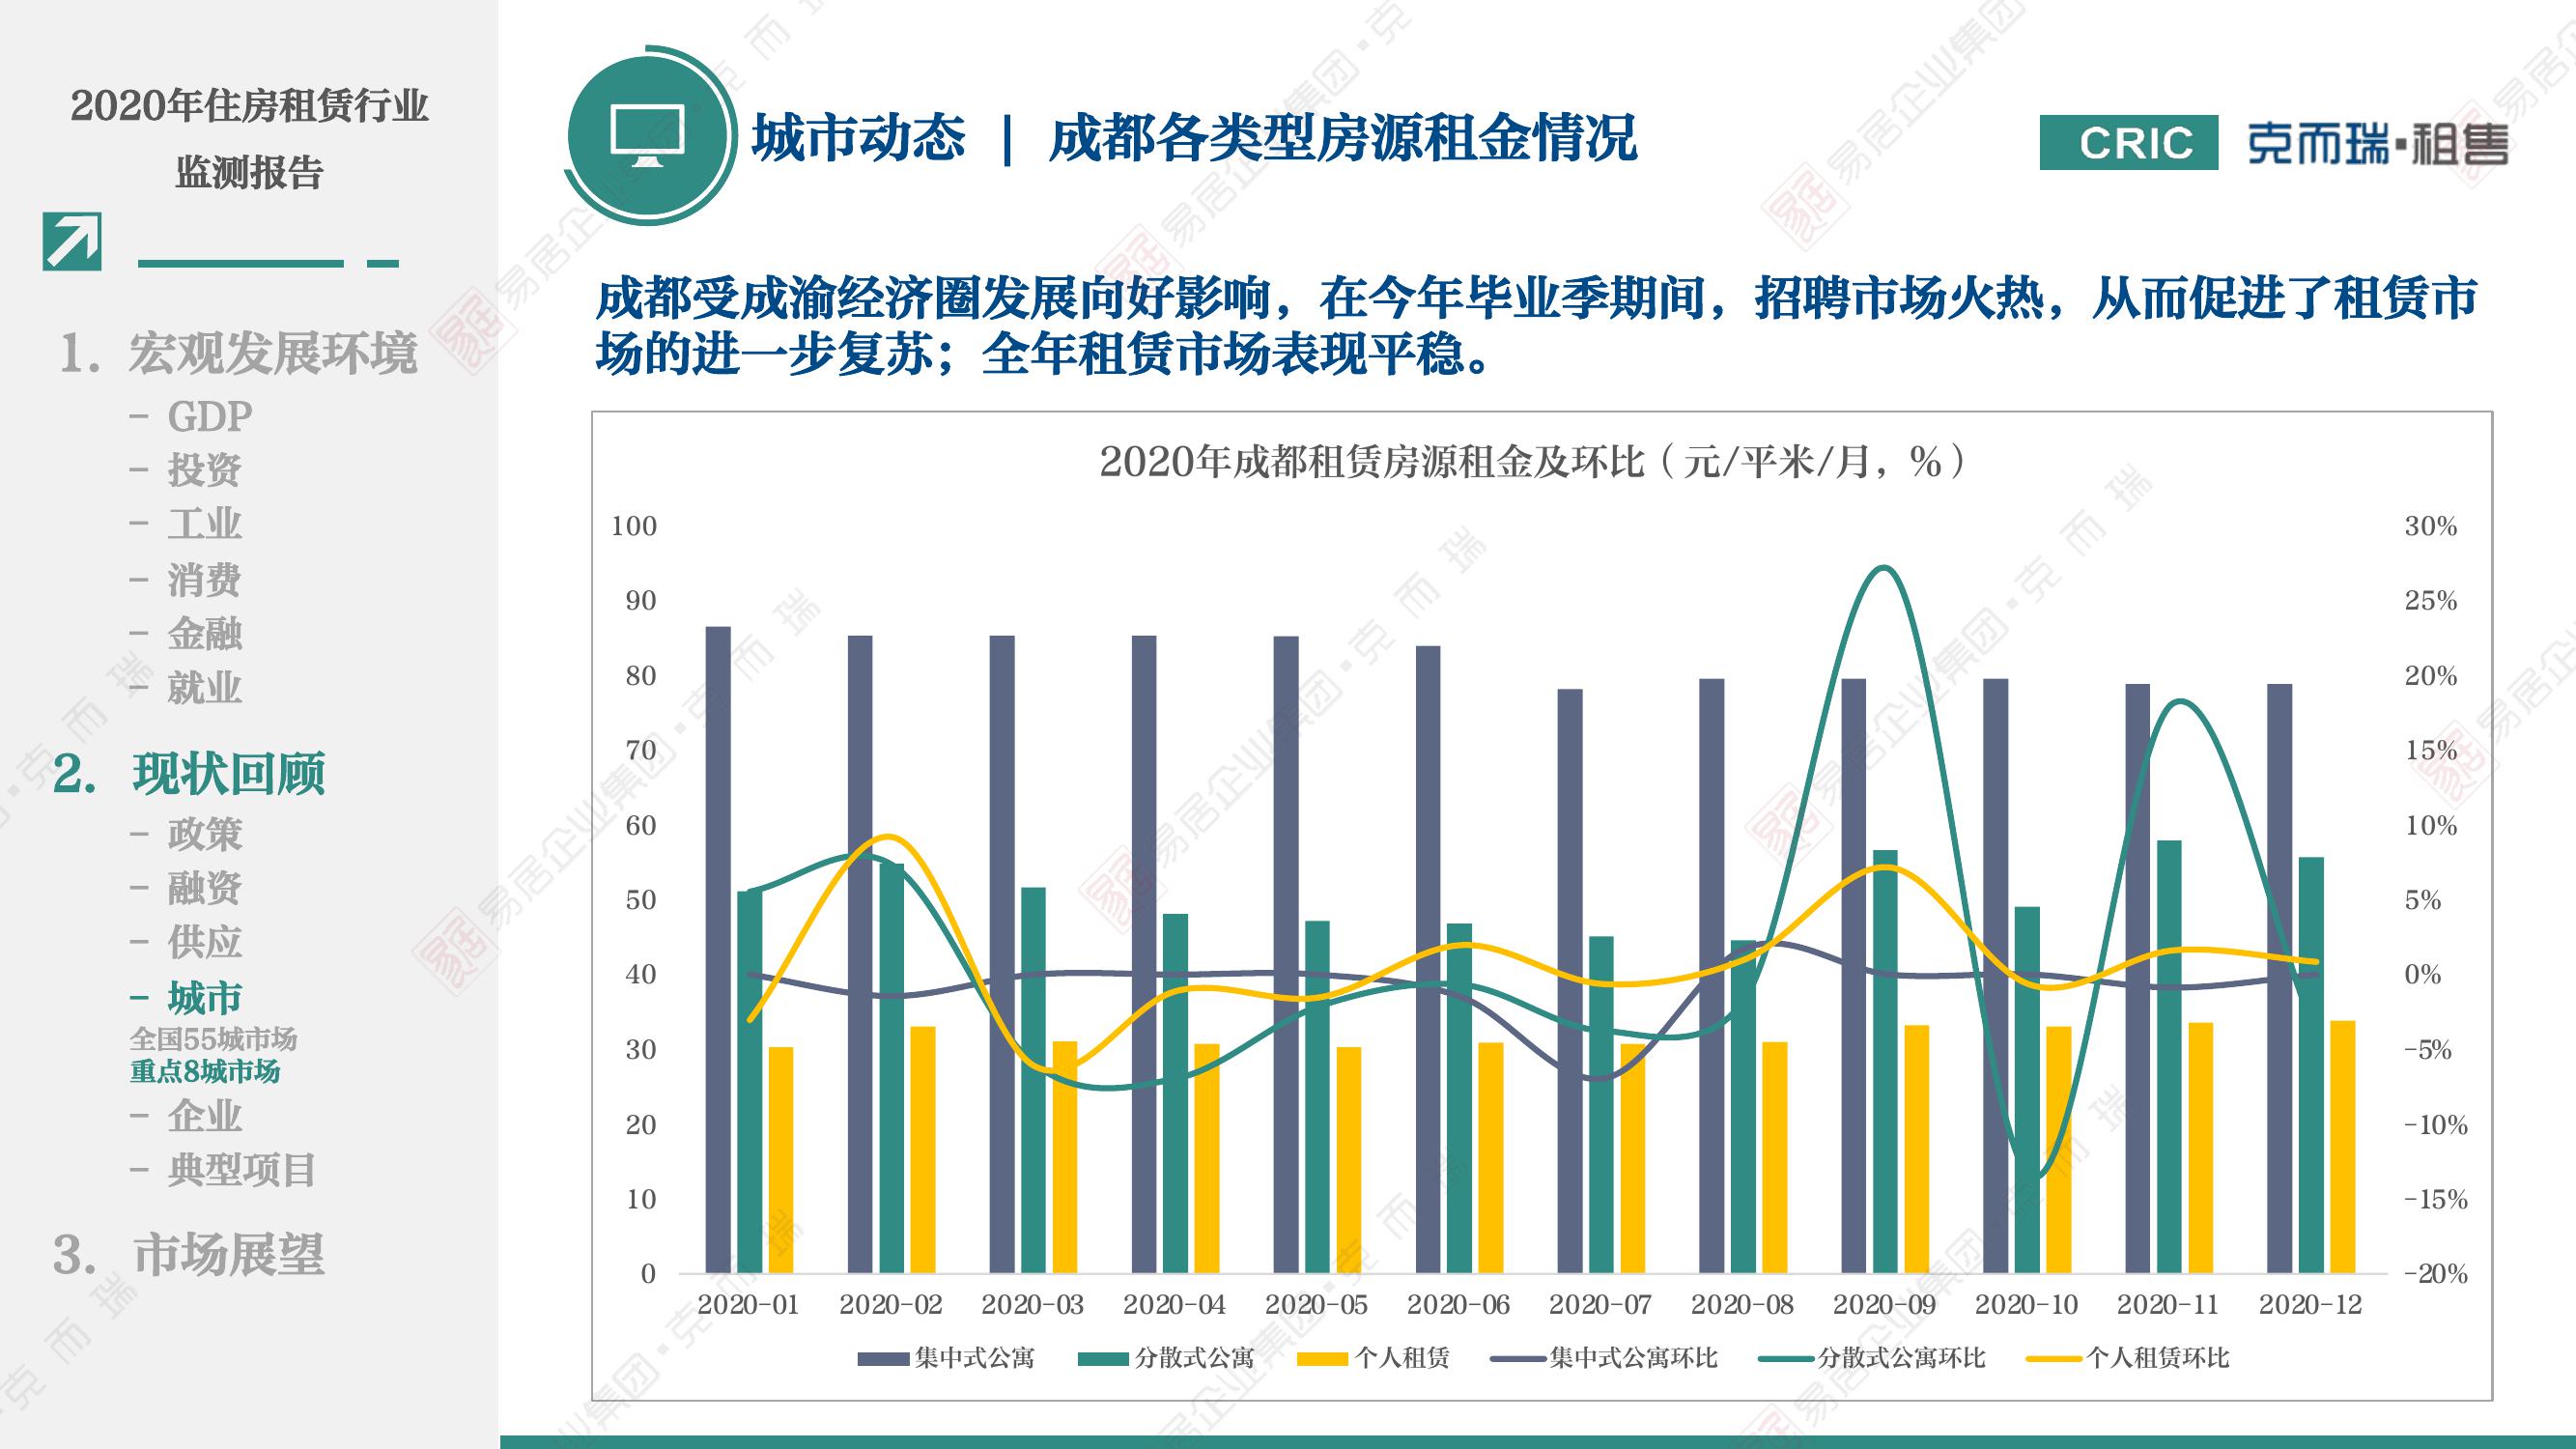 2020年住房租赁行业
监测报告
1. 宏观发展环境
– GDP
– 投资
– 工业
– 消费
– 金融
– 就业
2. 现状回顾
– 政策
– 融资
– 供应
– 城市
全国55城市场
重点8城市场
– 企业
– 典型项目
3. 市场展望
城市动态 | 成都各类型房源租金情况
CRIC 克而瑞·租售
成都受成渝经济圈发展向好影响，在今年毕业季期间，招聘市场火热，从而促进了租赁市
场的进一步复苏；全年租赁市场表现平稳。
2020年成都租赁房源租金及环比（元/平米/月，%）
100
90
80
70
60
50
40
30
20
10
0
30%
25%
20%
15%
10%
5%
0%
-5%
-10%
-15%
-20%
2020-01 2020-02 2020-03 2020-04 2020-05 2020-06 2020-07 2020-08 2020-09 2020-10 2020-11 2020-12
集中式公寓 分散式公寓 个人租赁 集中式公寓环比 分散式公寓环比 个人租赁环比
易居企业集团·克而瑞